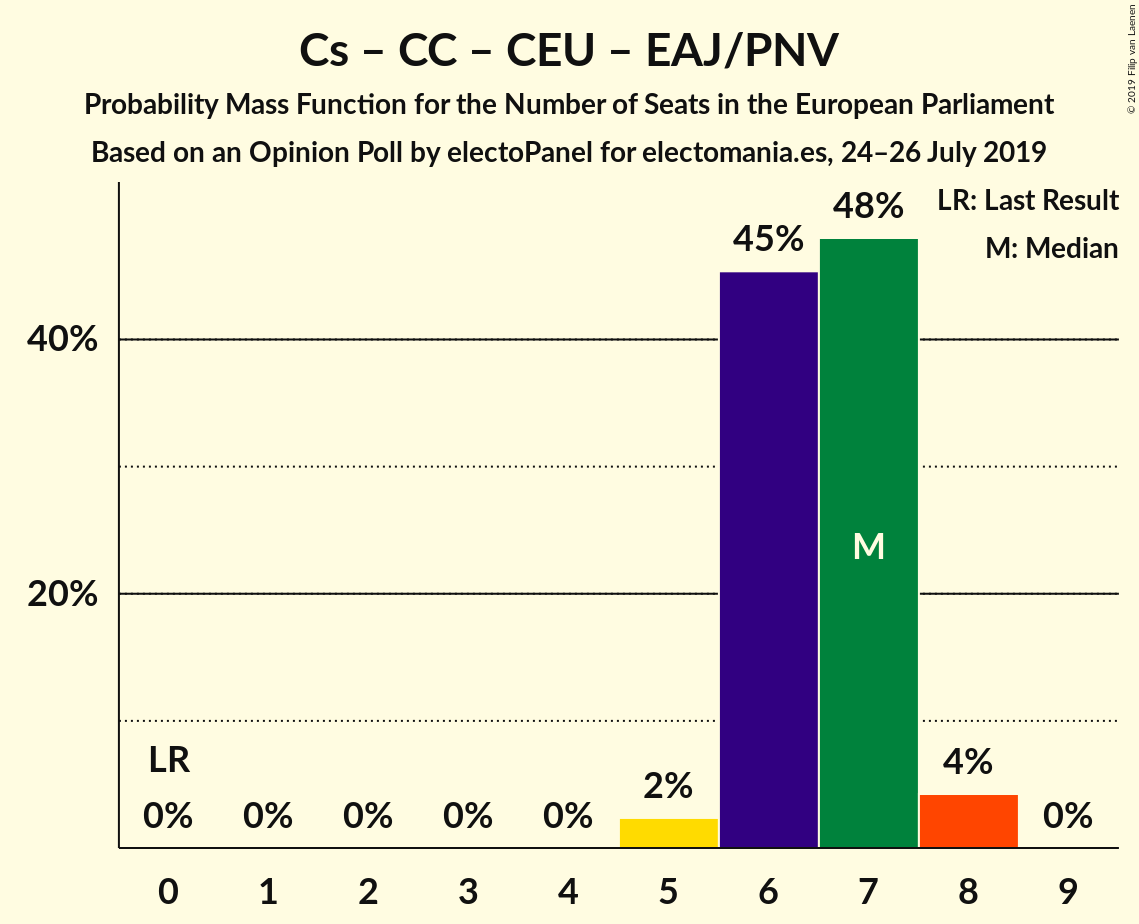 Cs – CC – CEU – EAJ/PNV
Probability Mass Function for the Number of Seats in the European Parliament
Based on an Opinion Poll by electoPanel for electomania.es, 24–26 July 2019
© 2019 Filip van Laenen
LR: Last Result
M: Median
48%
45%
40%
M
20%
LR
4%
2%
0% 0% 0% 0% 0% 0%
0 1 2 3 4 5 6 7 8 9